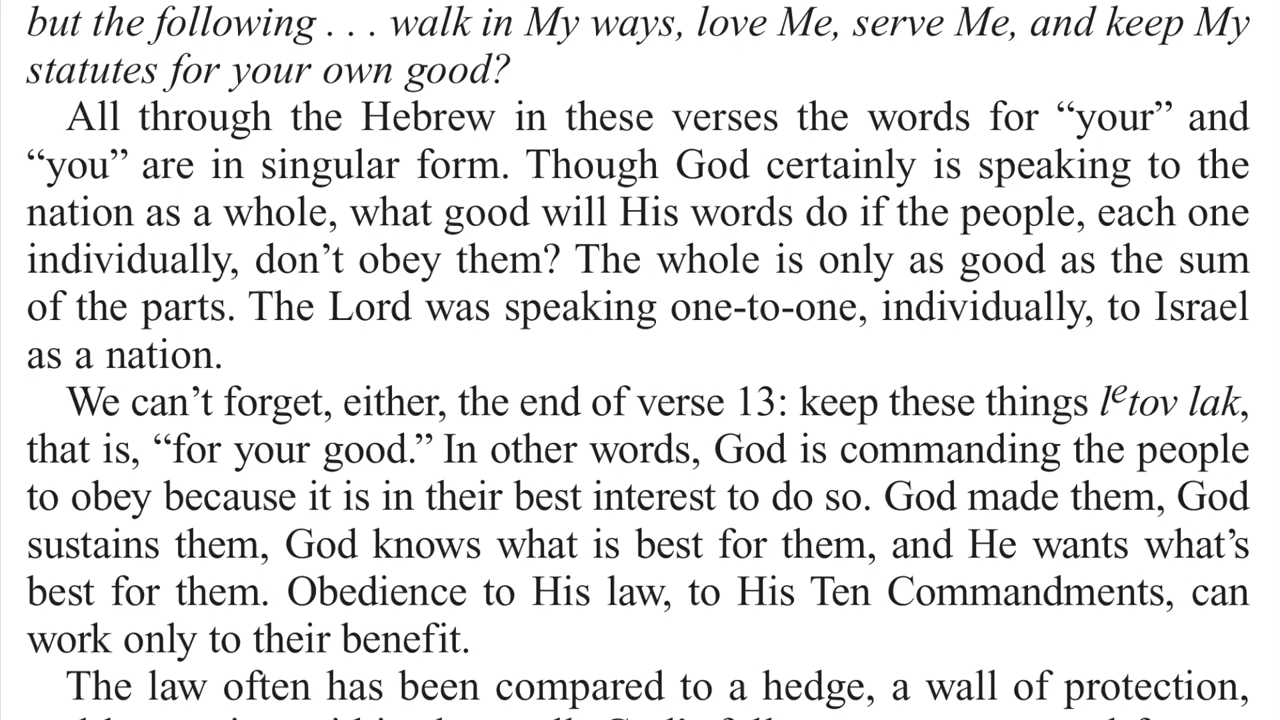 but the following . . . walk in My ways, love Me, serve Me, and keep My
statutes for your own good?
All through the Hebrew in these verses the words for “your” and
“you” are in singular form. Though God certainly is speaking to the
nation as a whole, what good will His words do if the people, each one
individually, don’t obey them? The whole is only as good as the sum
of the parts. The Lord was speaking one-to-one, individually, to Israel
as a nation.
We can’t forget, either, the end of verse 13: keep these things lᵉtov lak,
that is, “for your good.” In other words, God is commanding the people
to obey because it is in their best interest to do so. God made them, God
sustains them, God knows what is best for them, and He wants what’s
best for them. Obedience to His law, to His Ten Commandments, can
work only to their benefit.
The law often has been compared to a hedge, a wall of protection,